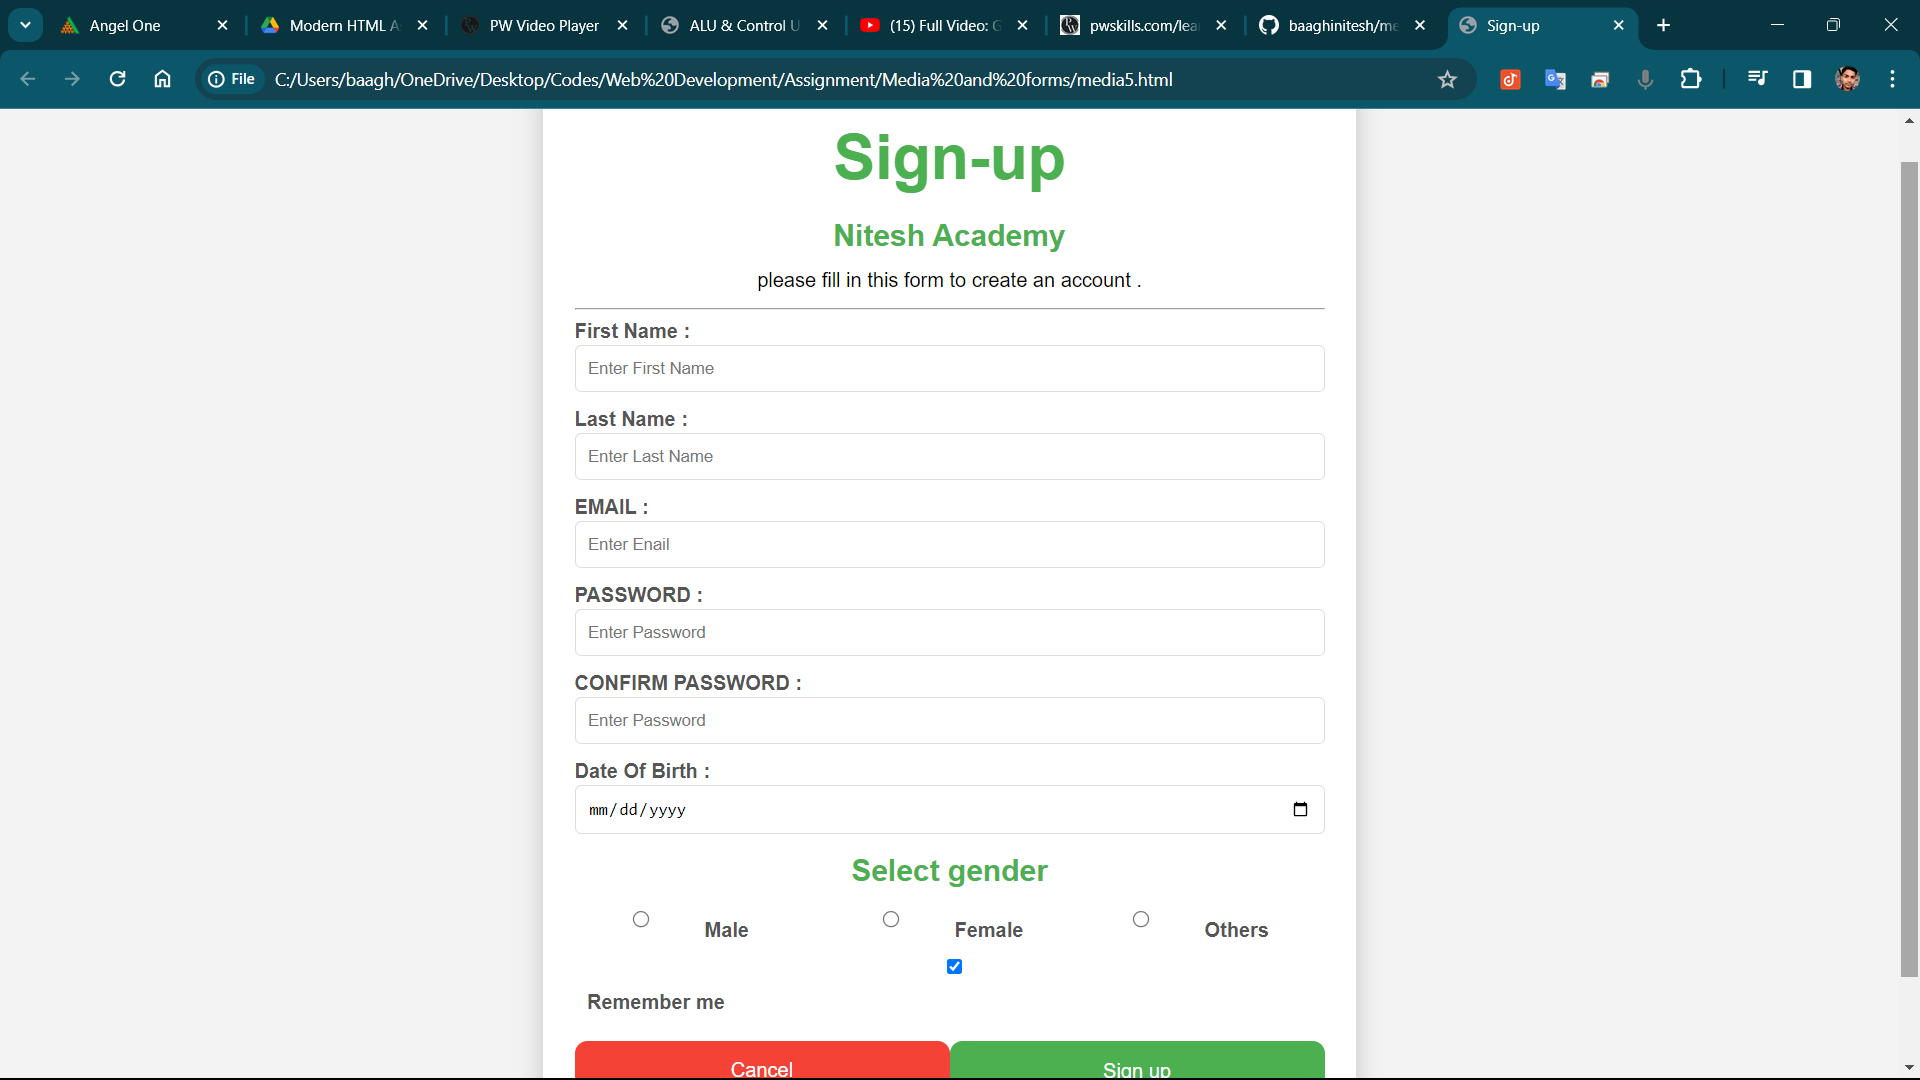 Angel One
Modern HTML A
PW Video Player
ALU & Control U
(15) Full Video: G
pwskills.com/lea
baaghinitesh/me
Sign-up
File
C:/Users/baagh/OneDrive/Desktop/Codes/Web%20Development/Assignment/Media%20and%20forms/media5.html
Sign-up
Nitesh Academy
please fill in this form to create an account .
First Name :
Enter First Name
Last Name :
Enter Last Name
EMAIL :
Enter Enail
PASSWORD :
Enter Password
CONFIRM PASSWORD :
Enter Password
Date Of Birth :
mm/dd/yyyy
Select gender
Male
Female
Others
Remember me
Cancel
Sign up